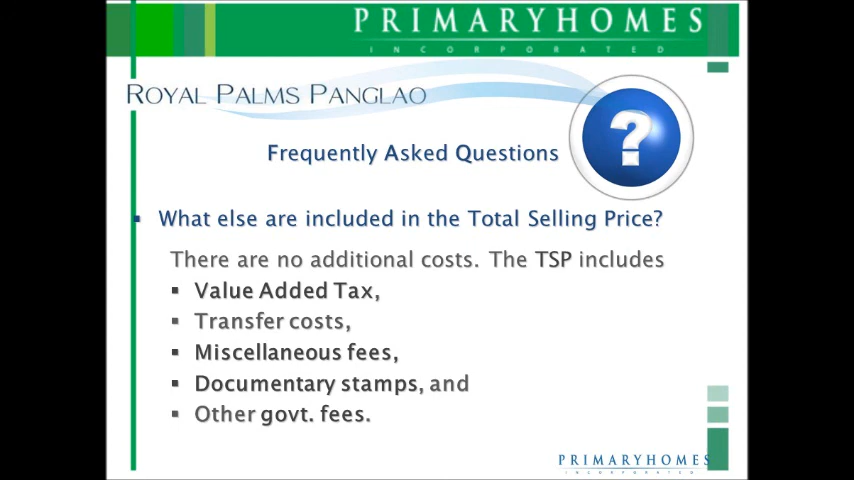 PRIMARYHOMES
INCORPORATED
ROYAL PALMS PANGLAO
?
Frequently Asked Questions
▪ What else are included in the Total Selling Price?
There are no additional costs. The TSP includes
▪ Value Added Tax,
▪ Transfer costs,
▪ Miscellaneous fees,
▪ Documentary stamps, and
▪ Other govt. fees.
PRIMARYHOMES
INCORPORATED